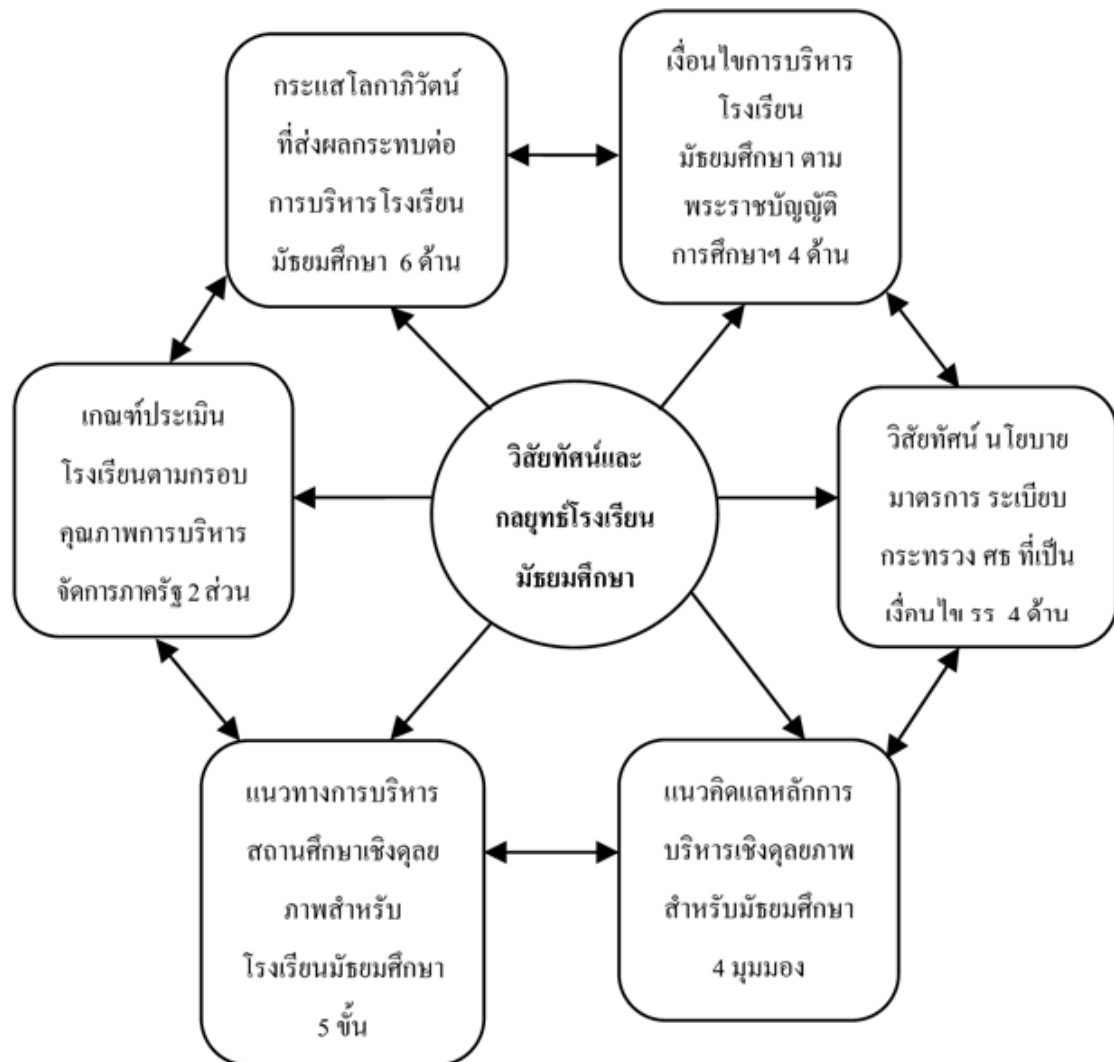 กระแสโลกาภิวัตน์
ที่ส่งผลกระทบต่อ
การบริหารโรงเรียน
มัธยมศึกษา 6 ด้าน
เงื่อนไขการบริหาร
โรงเรียน
มัธยมศึกษา ตาม
พระราชบัญญัติ
การศึกษาฯ 4 ด้าน
เกณฑ์ประเมิน
โรงเรียนตามกรอบ
คุณภาพการบริหาร
จัดการภาครัฐ 2 ส่วน
วิสัยทัศน์และ
กลยุทธ์โรงเรียน
มัธยมศึกษา
วิสัยทัศน์ นโยบาย
มาตรการ ระเบียบ
กระทรวง ศธ ที่เป็น
เงื่อนไข รร 4 ด้าน
แนวทางการบริหาร
สถานศึกษาเชิงดุลย
ภาพสำหรับ
โรงเรียนมัธยมศึกษา
5 ขั้น
แนวคิดแลหลักการ
บริหารเชิงดุลยภาพ
สำหรับมัธยมศึกษา
4 มุมมอง